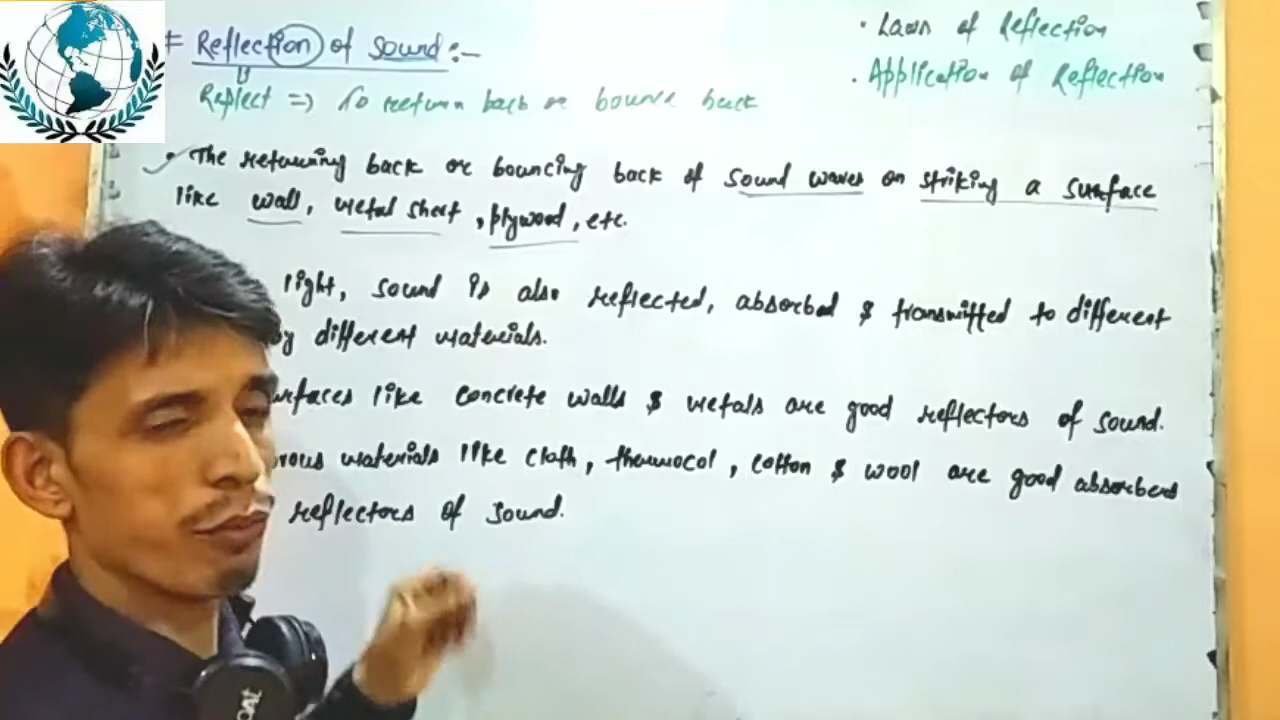 # Reflection of sound :-
• Laws of Reflection
• Application of Reflection
Reflect => To return back or bounce back
The returning back or bouncing back of sound waves on striking a surface
like wall, metal sheet, plywood, etc.
light, sound is also reflected, absorbed & transmitted to different
by different materials.
surfaces like concrete walls & metals are good reflectors of sound.
rous materials like cloth, thermocol, cotton & wool are good absorbers
reflectors of sound.